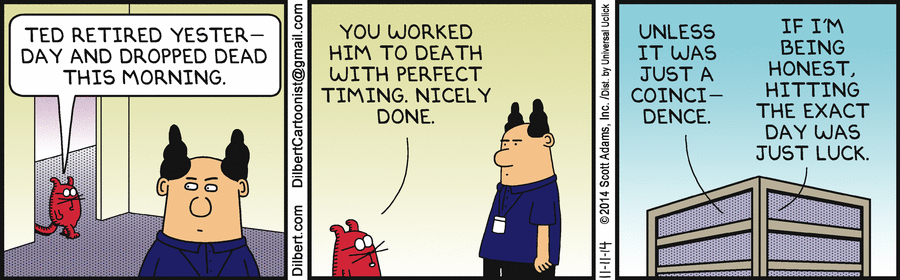 TED RETIRED YESTER-
DAY AND DROPPED DEAD
THIS MORNING.
Dilbert.com DilbertCartoonist@gmail.com
YOU WORKED
HIM TO DEATH
WITH PERFECT
TIMING. NICELY
DONE.
11-11-14 ©2014 Scott Adams, Inc. /Dist. by Universal Uclick
UNLESS
IT WAS
JUST A
COINCI-
DENCE.
IF I'M
BEING
HONEST,
HITTING
THE EXACT
DAY WAS
JUST LUCK.